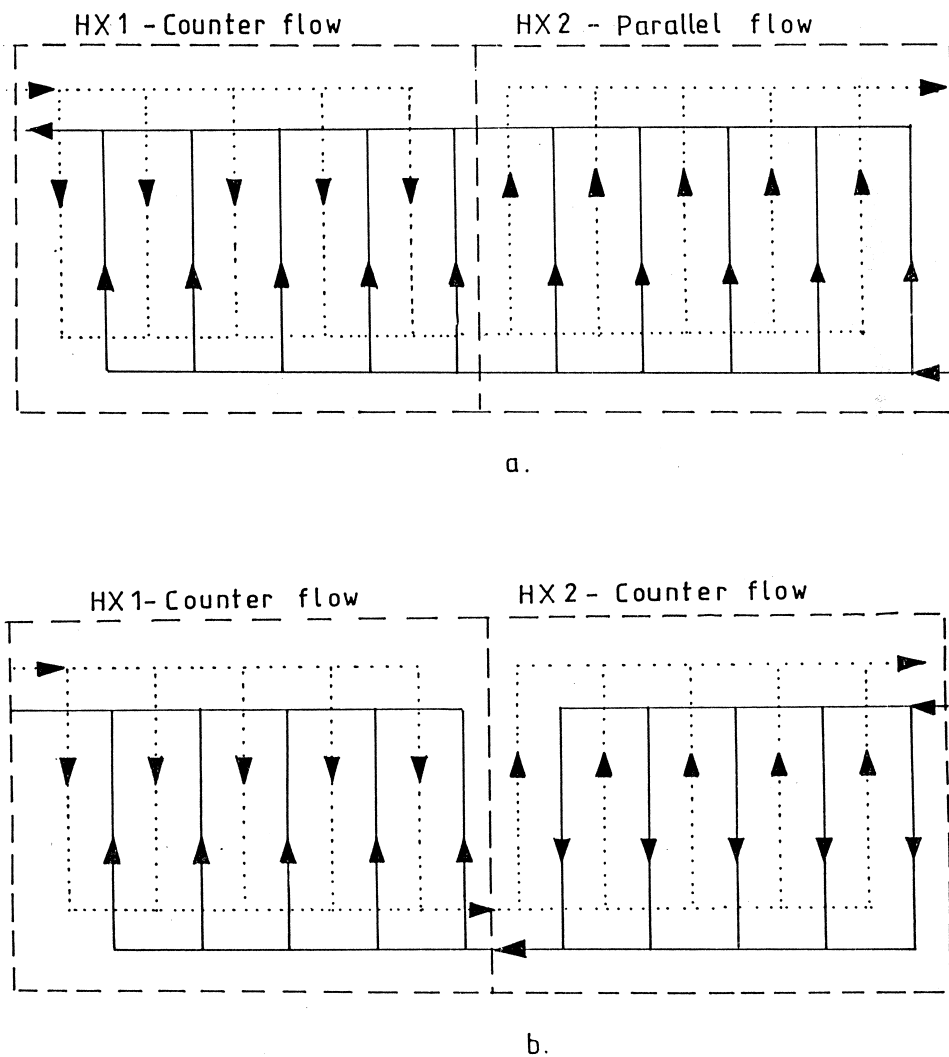 HX1 - Counter flow
HX2 - Parallel flow
a.
HX1- Counter flow
HX2 - Counter flow
b.